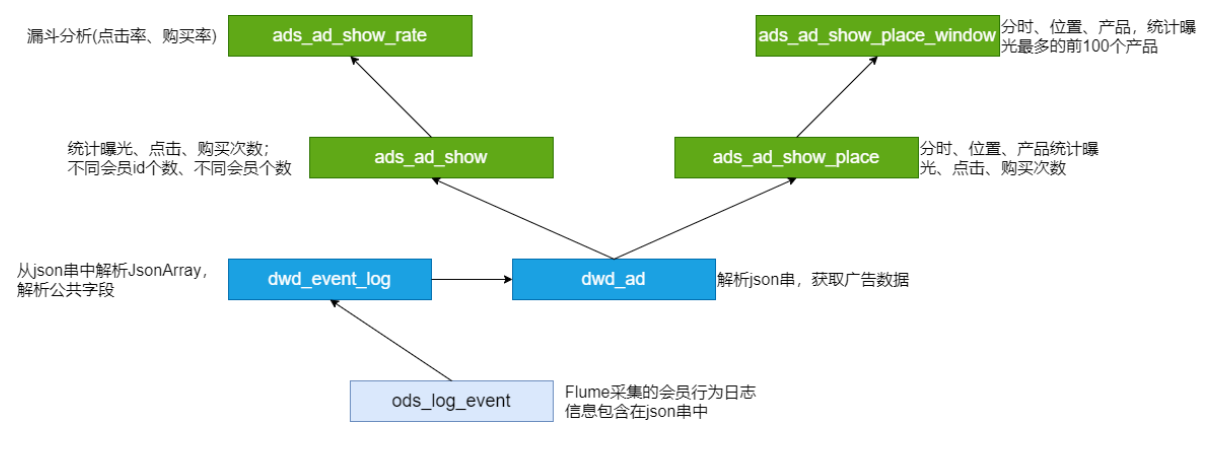 漏斗分析(点击率、购买率)
ads_ad_show_rate
ads_ad_show_place_window
分时、位置、产品，统计曝
光最多的前100个产品
统计曝光、点击、购买次数；
不同会员id个数、不同会员个数
ads_ad_show
ads_ad_show_place
分时、位置、产品统计曝
光、点击、购买次数
从json串中解析JsonArray，
解析公共字段
dwd_event_log
dwd_ad
解析json串，获取广告数据
ods_log_event
Flume采集的会员行为日志
信息包含在json串中